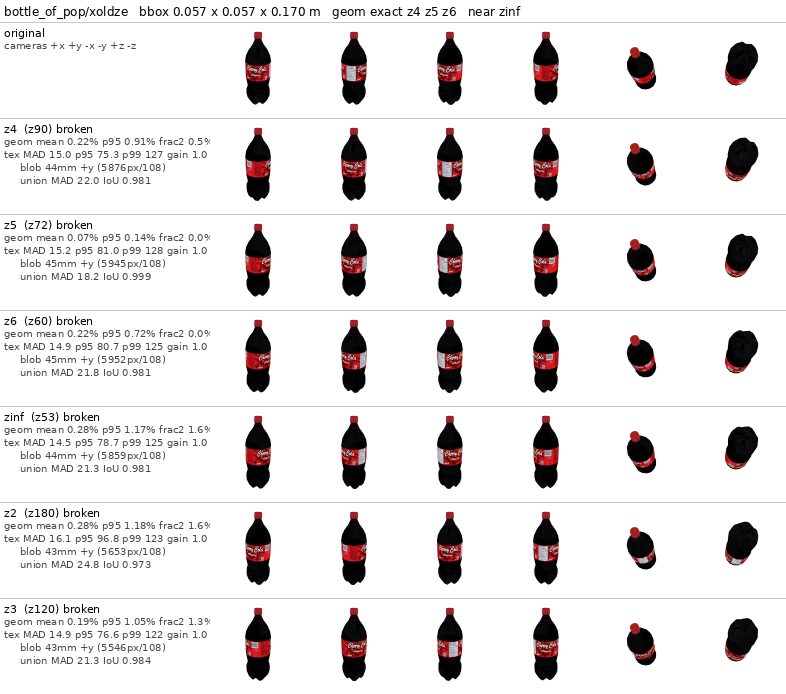 bottle_of_pop/xoldze bbox 0.057 x 0.057 x 0.170 m geom exact z4 z5 z6 near zinf
original
cameras +x +y -x -y +z -z
z4 (z90) broken
geom mean 0.22% p95 0.91% frac2 0.5%
tex MAD 15.0 p95 75.3 p99 127 gain 1.0
blob 44mm +y (5876px/108)
union MAD 22.0 IoU 0.981
z5 (z72) broken
geom mean 0.07% p95 0.14% frac2 0.0%
tex MAD 15.2 p95 81.0 p99 128 gain 1.0
blob 45mm +y (5945px/108)
union MAD 18.2 IoU 0.999
z6 (z60) broken
geom mean 0.22% p95 0.72% frac2 0.0%
tex MAD 14.9 p95 80.7 p99 125 gain 1.0
blob 45mm +y (5952px/108)
union MAD 21.8 IoU 0.981
zinf (z53) broken
geom mean 0.28% p95 1.17% frac2 1.6%
tex MAD 14.5 p95 78.7 p99 125 gain 1.0
blob 44mm +y (5859px/108)
union MAD 21.3 IoU 0.981
z2 (z180) broken
geom mean 0.28% p95 1.18% frac2 1.6%
tex MAD 16.1 p95 96.8 p99 123 gain 1.0
blob 43mm +y (5653px/108)
union MAD 24.8 IoU 0.973
z3 (z120) broken
geom mean 0.19% p95 1.05% frac2 1.3%
tex MAD 14.9 p95 76.6 p99 122 gain 1.0
blob 43mm +y (5546px/108)
union MAD 21.3 IoU 0.984